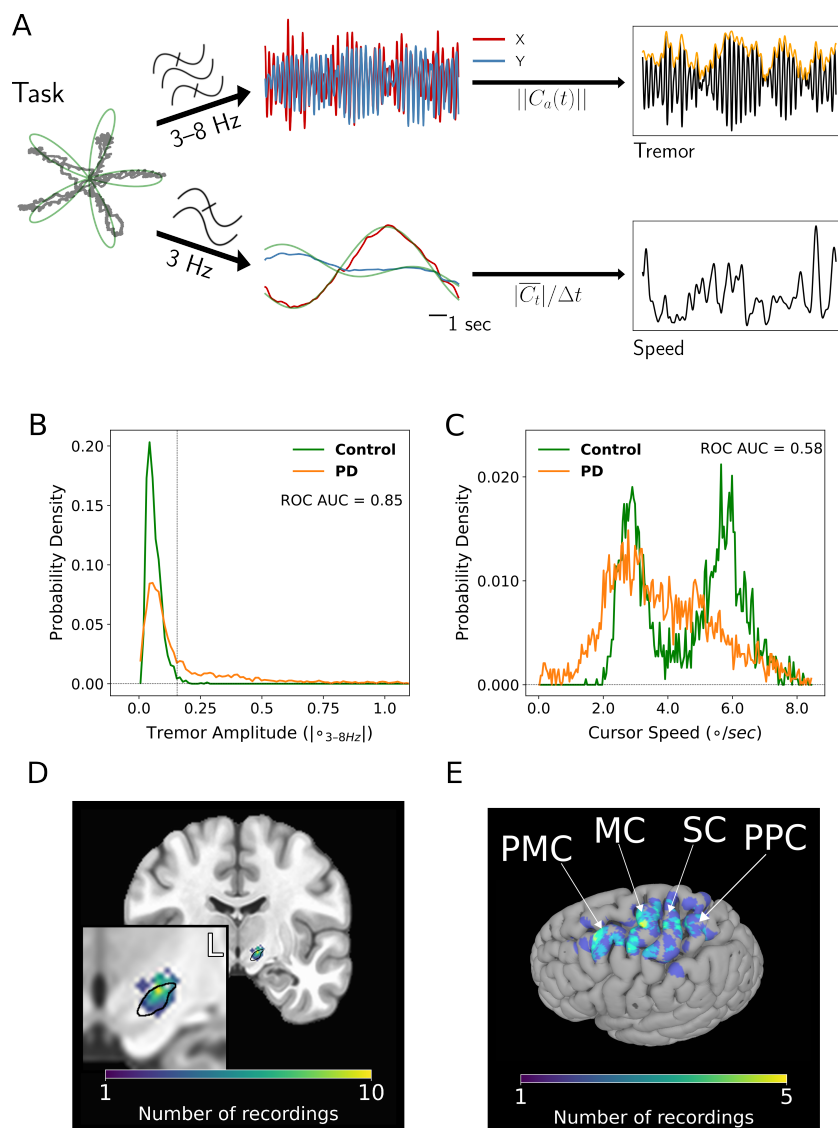 A
Task
3–8 Hz
X
Y
||C_a(t)||
Tremor
3 Hz
1 sec
|\overline{C_t}|/Δt
Speed
B
Control
PD
ROC AUC = 0.85
0.20
0.15
0.10
0.05
0.00
Probability Density
0.0
0.25
0.5
0.75
1.0
Tremor Amplitude (|∘3–8Hz|)
C
Control
PD
ROC AUC = 0.58
0.020
0.010
0.000
Probability Density
0.0
2.0
4.0
6.0
8.0
Cursor Speed (∘/sec)
D
L
1
10
Number of recordings
E
PMC
MC
SC
PPC
1
5
Number of recordings